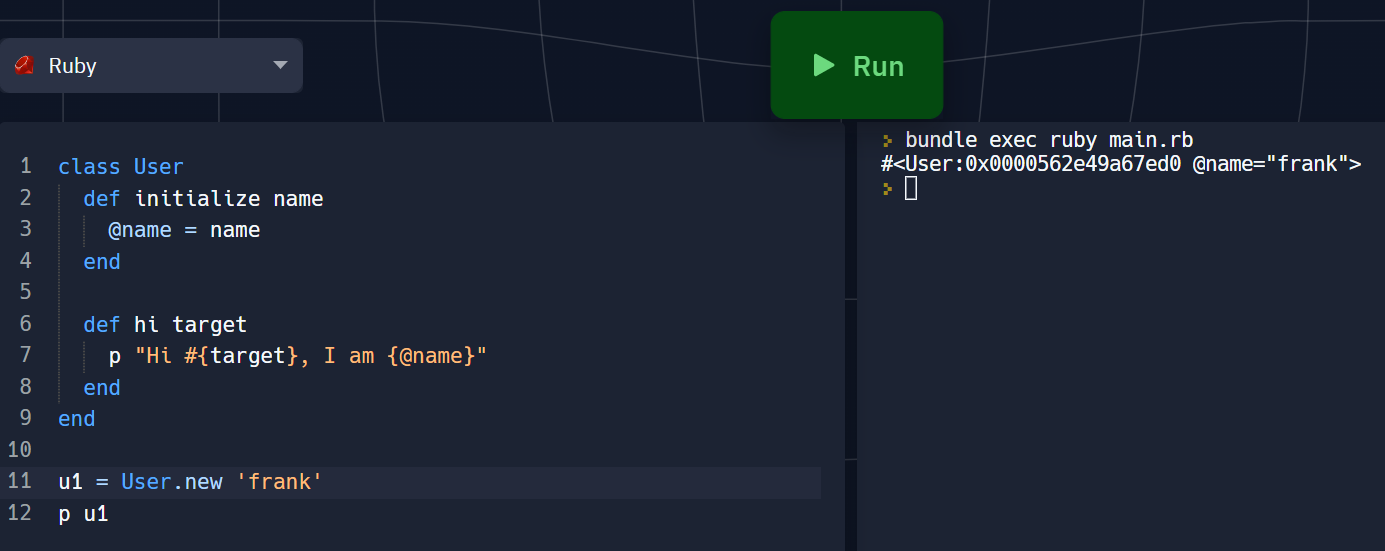 Ruby
Run
1 class User
2   def initialize name
3     @name = name
4   end
5
6   def hi target
7     p "Hi #{target}, I am {@name}"
8   end
9 end
10
11 u1 = User.new 'frank'
12 p u1
bundle exec ruby main.rb
#<User:0x0000562e49a67ed0 @name="frank">